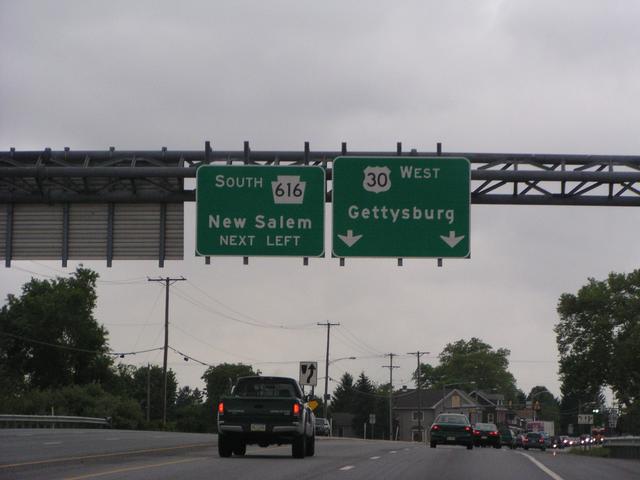 SOUTH 616
New Salem
NEXT LEFT
30 WEST
Gettysburg